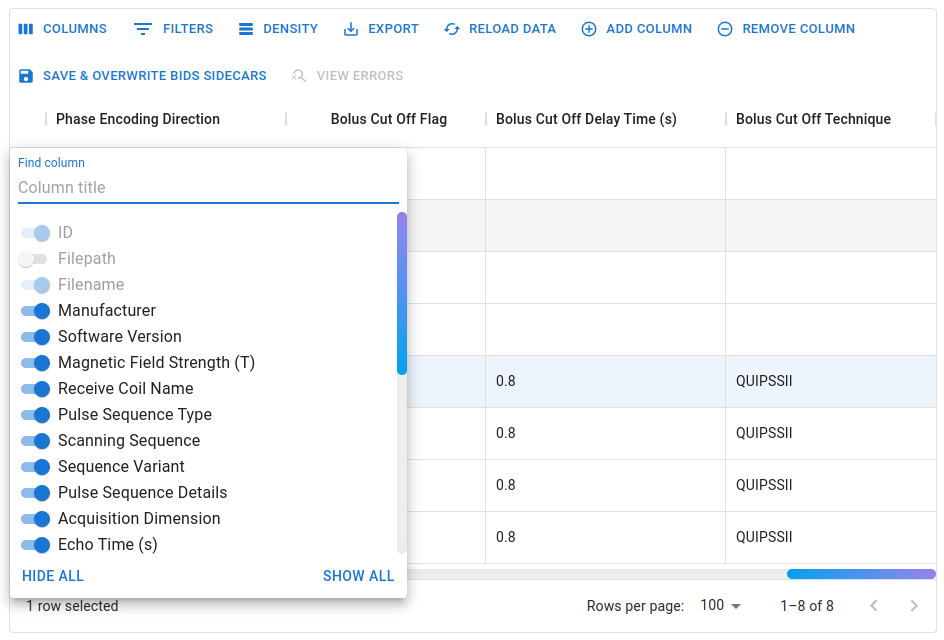 COLUMNS FILTERS DENSITY EXPORT RELOAD DATA ADD COLUMN REMOVE COLUMN
SAVE & OVERWRITE BIDS SIDECARS VIEW ERRORS
Phase Encoding Direction Bolus Cut Off Flag Bolus Cut Off Delay Time (s) Bolus Cut Off Technique
Find column
Column title
ID
Filepath
Filename
Manufacturer
Software Version
Magnetic Field Strength (T)
Receive Coil Name
Pulse Sequence Type
Scanning Sequence
Sequence Variant
Pulse Sequence Details
Acquisition Dimension
Echo Time (s)
HIDE ALL SHOW ALL
0.8 QUIPSSII
0.8 QUIPSSII
0.8 QUIPSSII
0.8 QUIPSSII
1 row selected Rows per page: 100 1–8 of 8